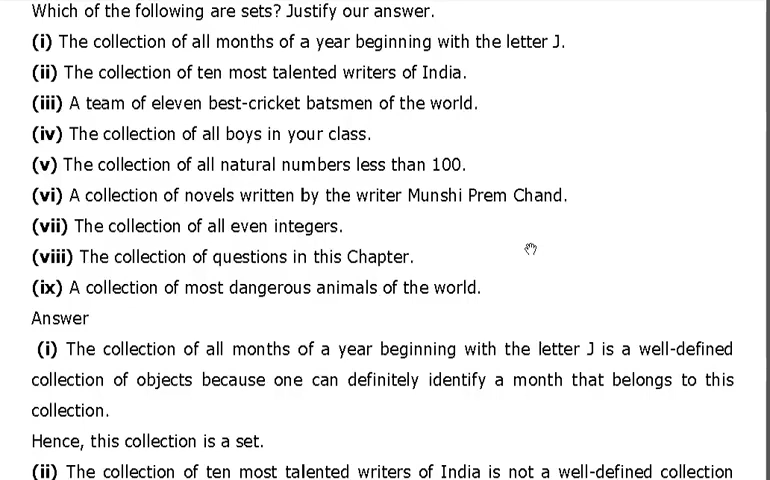 Which of the following are sets? Justify our answer.
(i) The collection of all months of a year beginning with the letter J.
(ii) The collection of ten most talented writers of India.
(iii) A team of eleven best-cricket batsmen of the world.
(iv) The collection of all boys in your class.
(v) The collection of all natural numbers less than 100.
(vi) A collection of novels written by the writer Munshi Prem Chand.
(vii) The collection of all even integers.
(viii) The collection of questions in this Chapter.
(ix) A collection of most dangerous animals of the world.
Answer
(i) The collection of all months of a year beginning with the letter J is a well-defined
collection of objects because one can definitely identify a month that belongs to this
collection.
Hence, this collection is a set.
(ii) The collection of ten most talented writers of India is not a well-defined collection